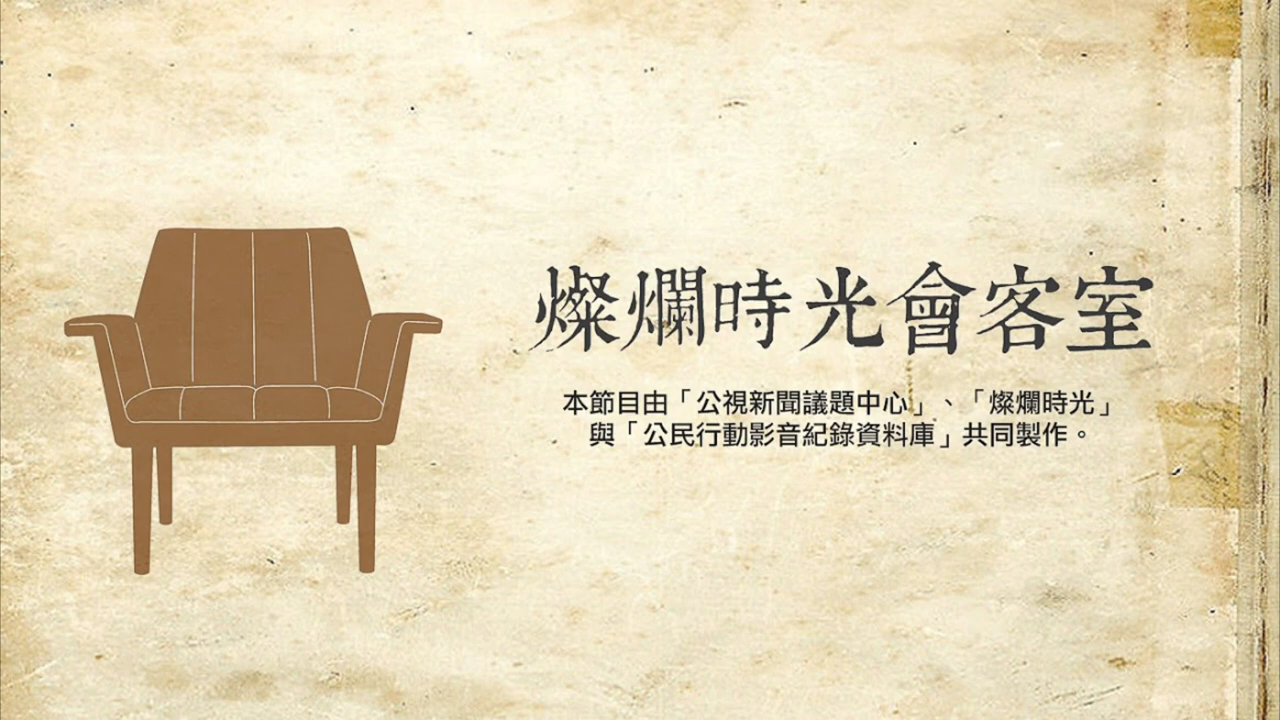 燦爛時光會客室
本節目由「公視新聞議題中心」、「燦爛時光」
與「公民行動影音紀錄資料庫」共同製作。